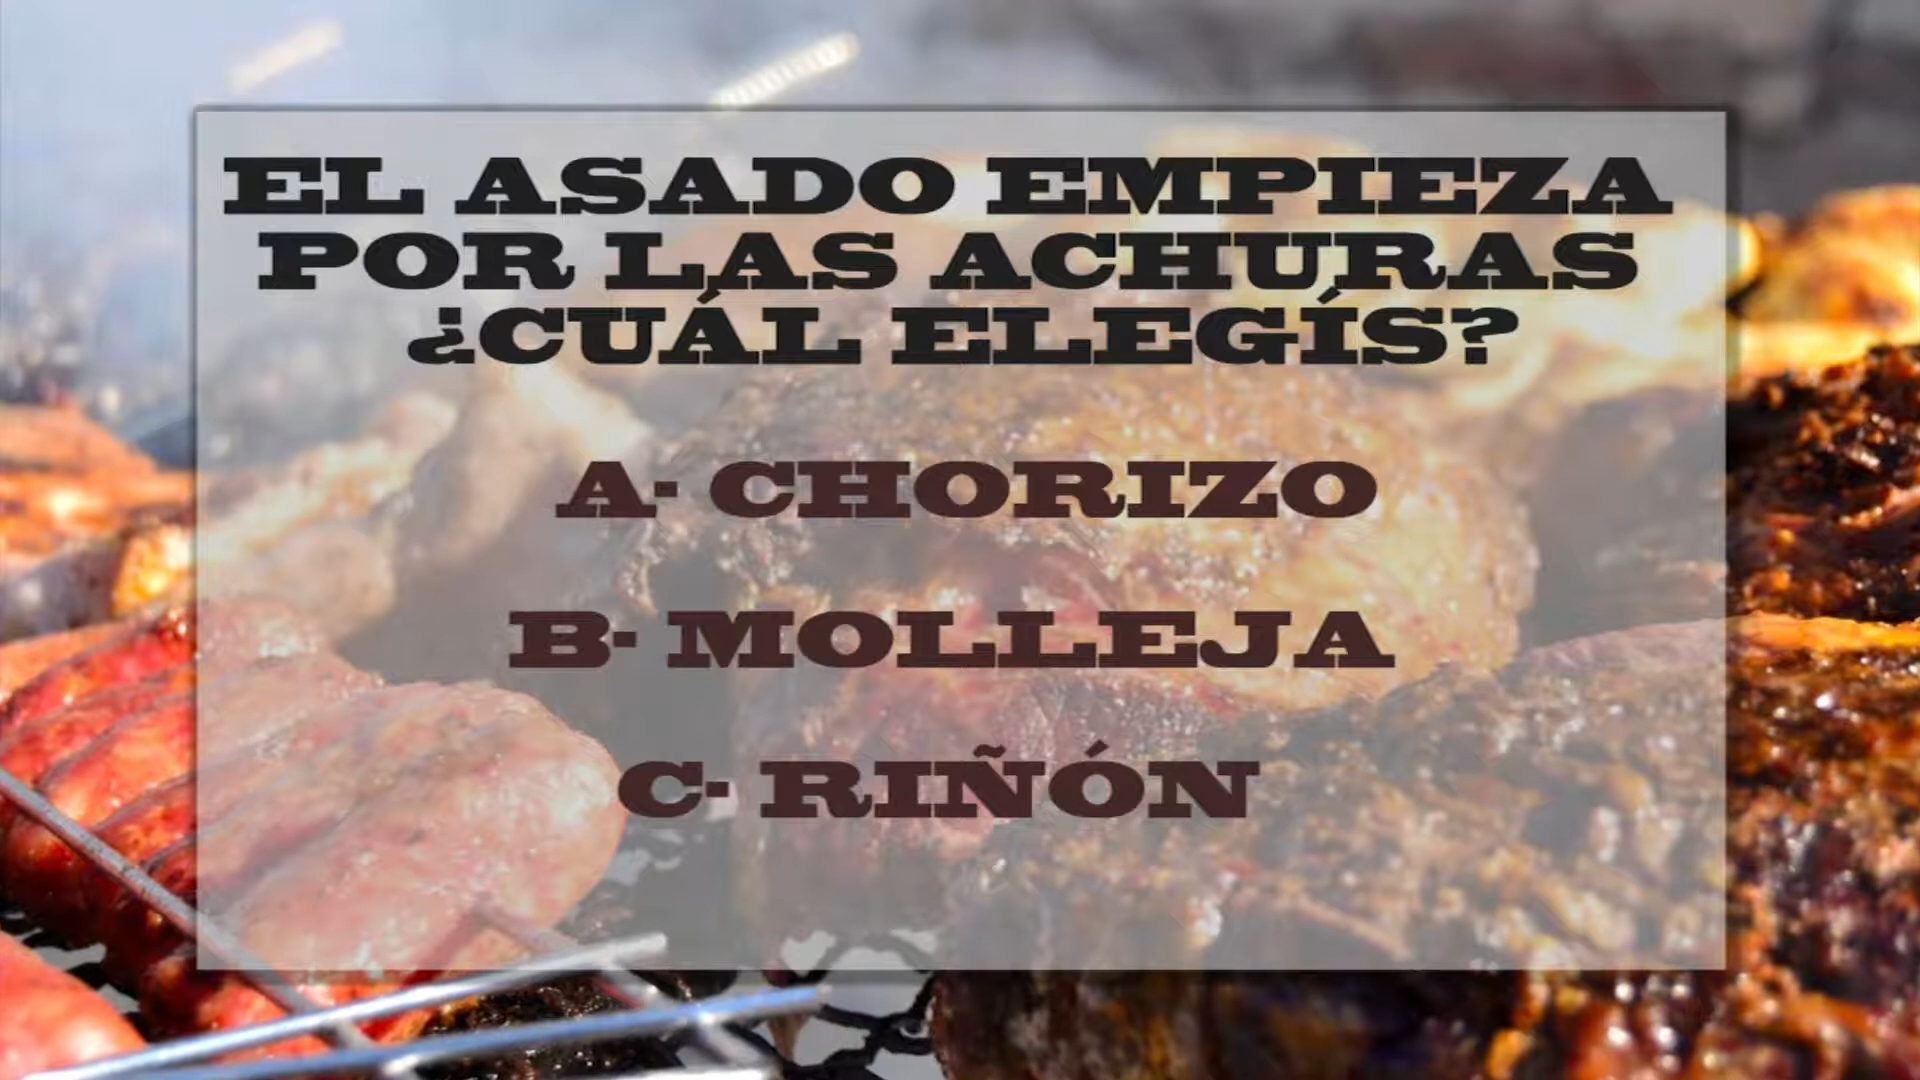 EL ASADO EMPIEZA
POR LAS ACHURAS
¿CUÁL ELEGÍS?
A- CHORIZO
B- MOLLEJA
C- RIÑÓN